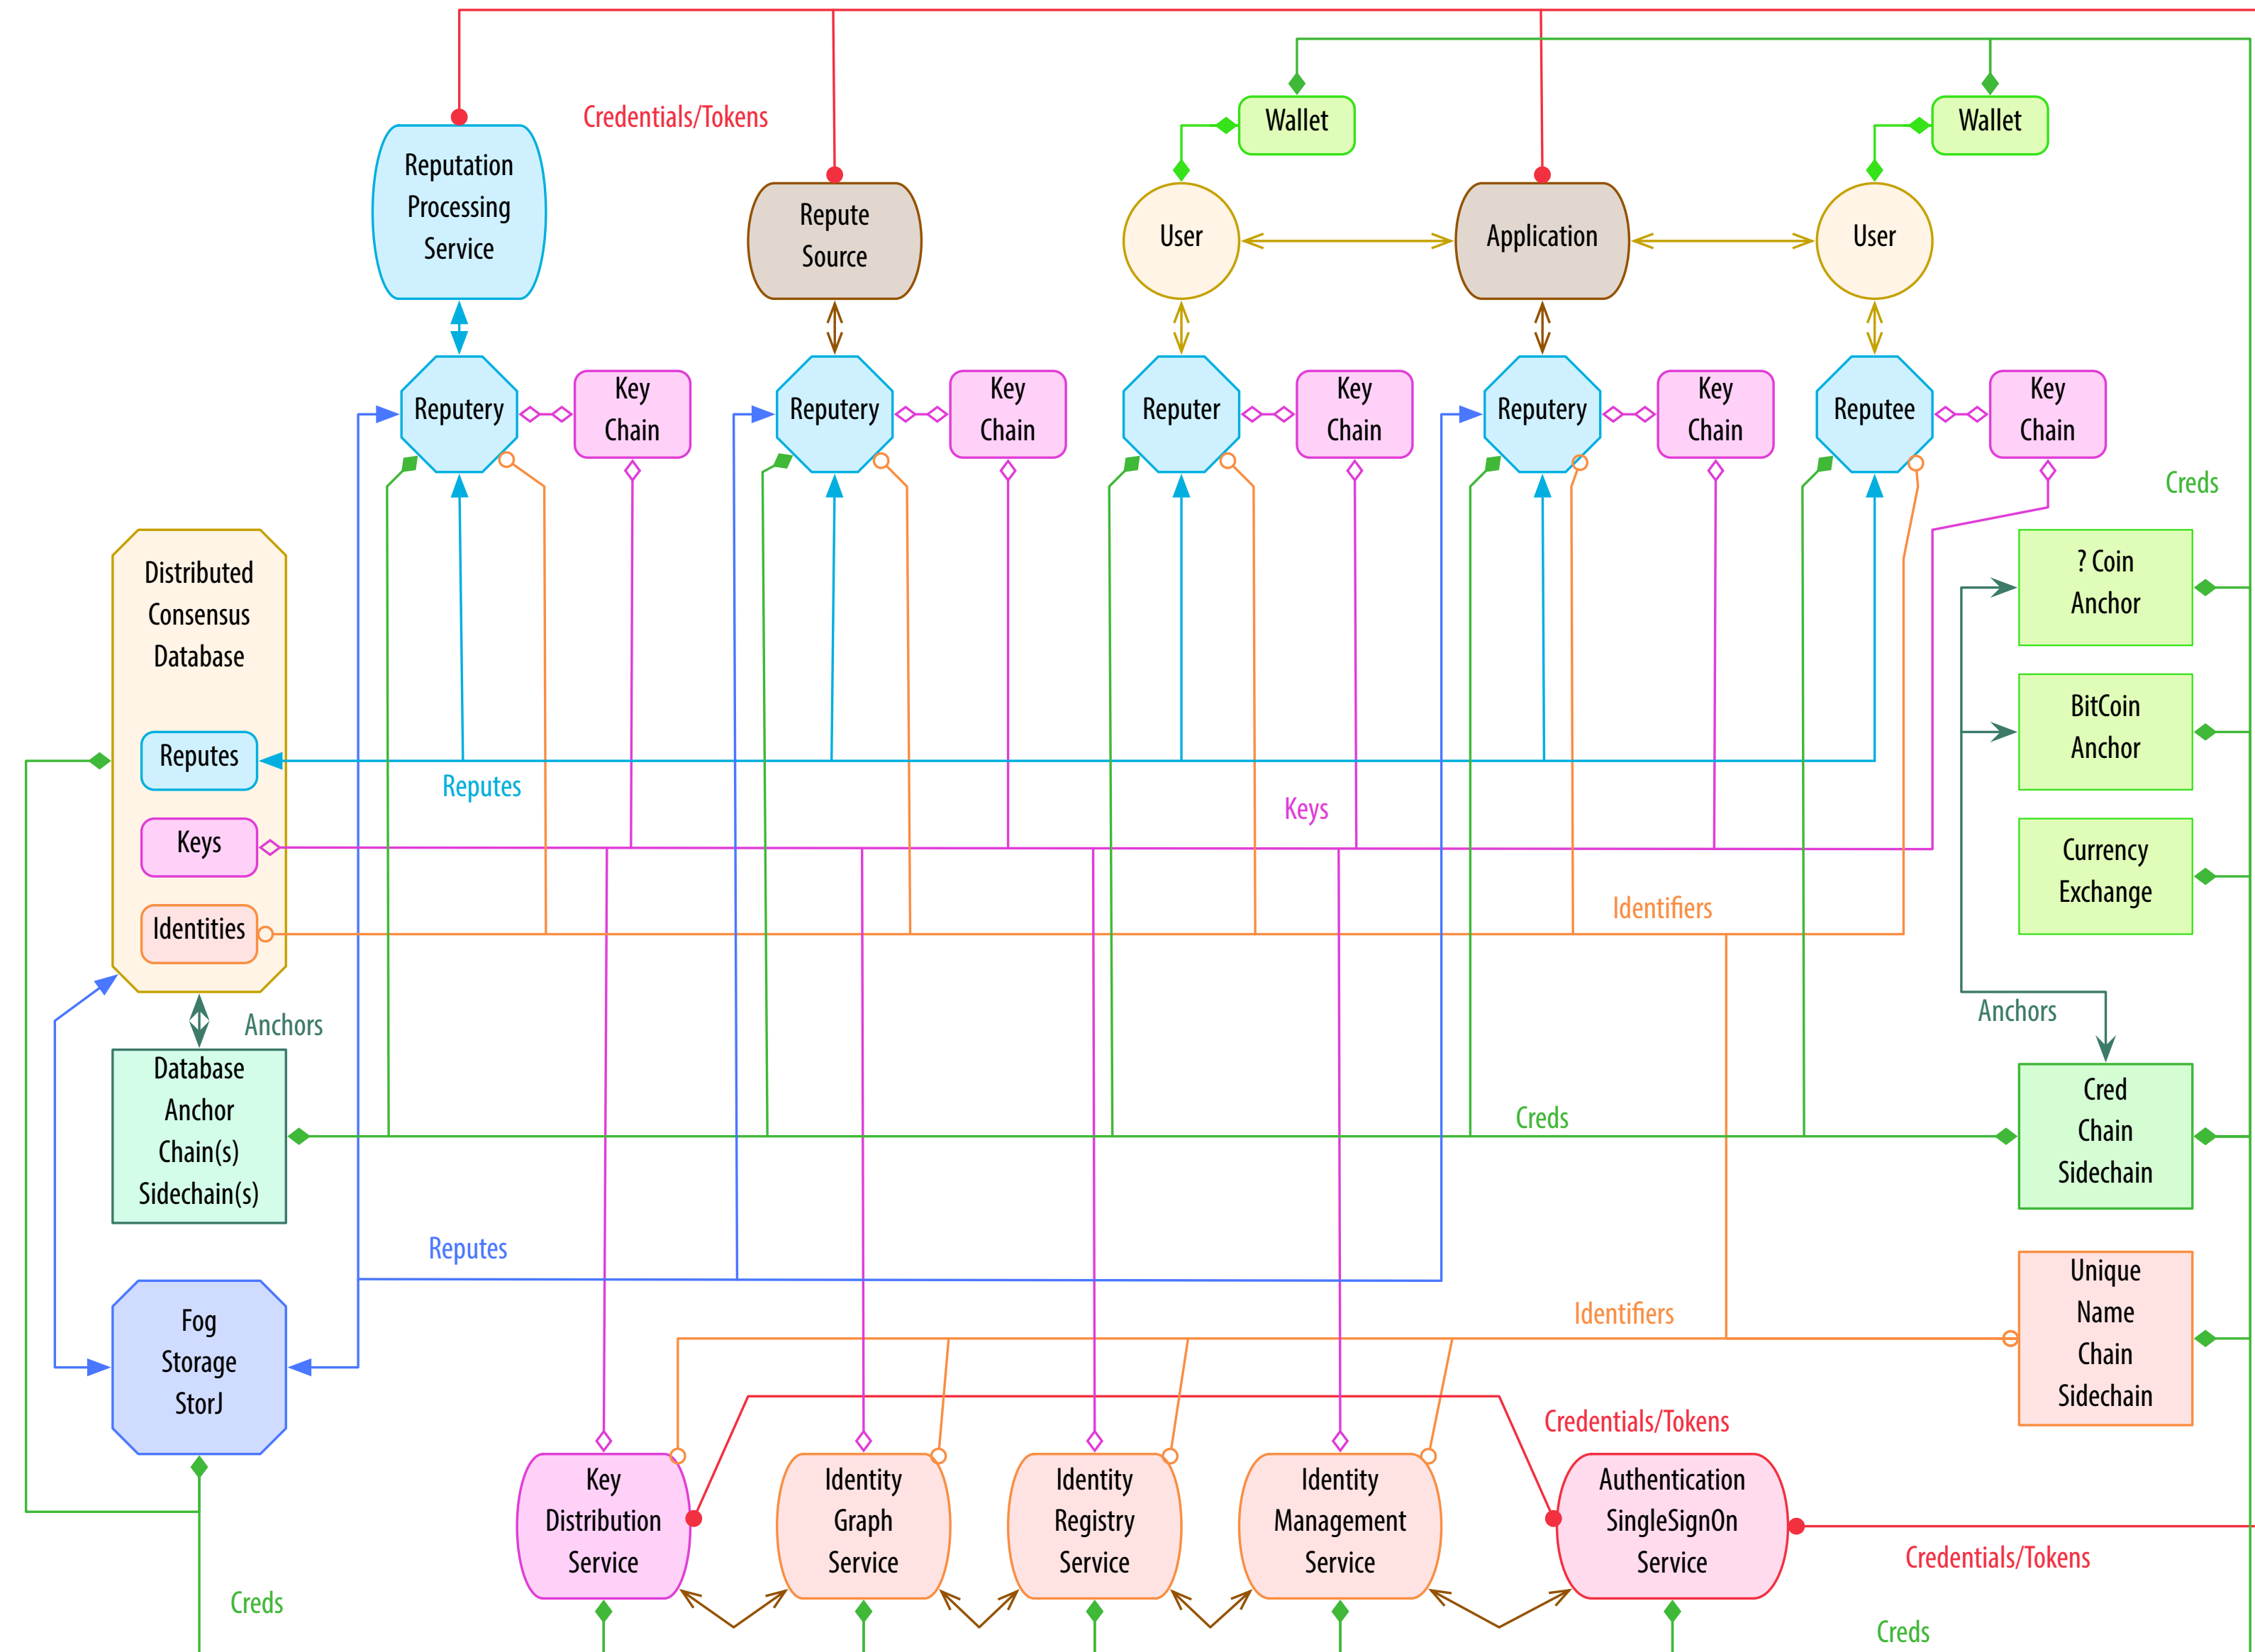 Credentials/Tokens
Wallet
Wallet
Reputation
Processing
Service
Repute
Source
User
Application
User
Reputery
Key
Chain
Reputery
Key
Chain
Reputer
Key
Chain
Reputery
Key
Chain
Reputee
Key
Chain
Creds
Distributed
Consensus
Database
? Coin
Anchor
BitCoin
Anchor
Reputes
Reputes
Keys
Keys
Currency
Exchange
Identities
Identifiers
Anchors
Anchors
Database
Anchor
Chain(s)
Sidechain(s)
Creds
Cred
Chain
Sidechain
Reputes
Fog
Storage
StorJ
Identifiers
Unique
Name
Chain
Sidechain
Credentials/Tokens
Key
Distribution
Service
Identity
Graph
Service
Identity
Registry
Service
Identity
Management
Service
Authentication
SingleSignOn
Service
Credentials/Tokens
Creds
Creds